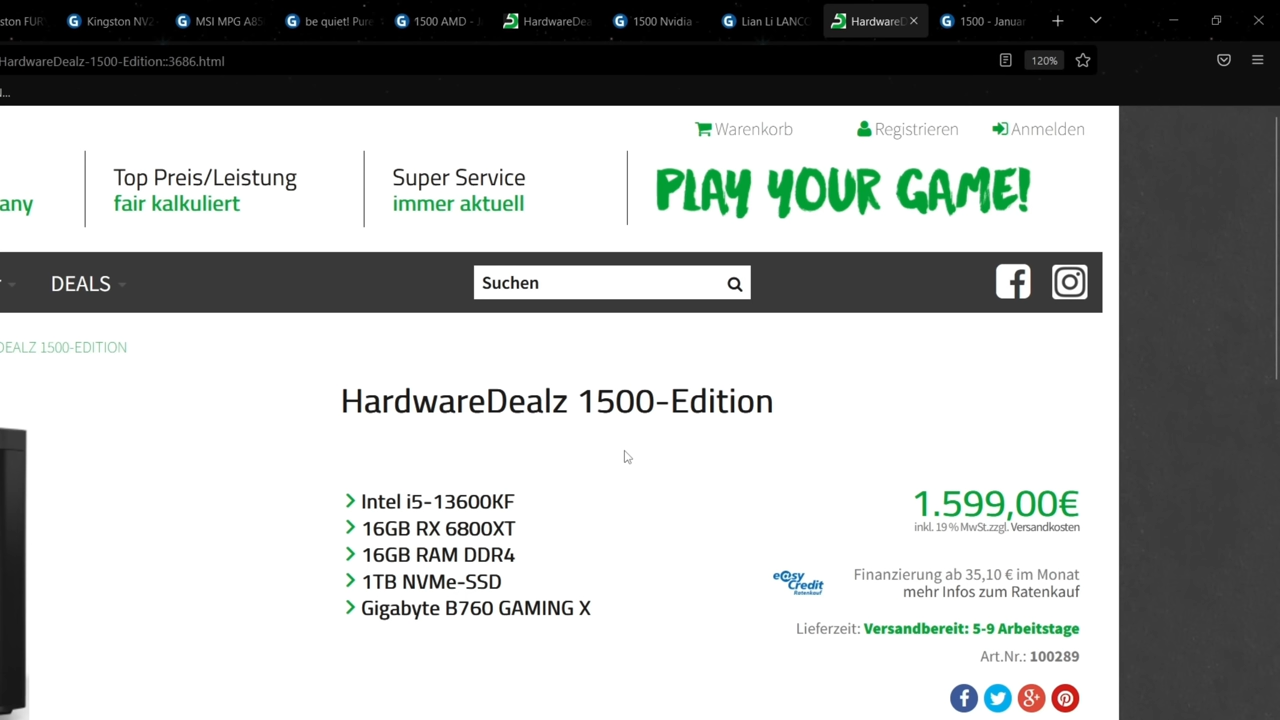 ston FUR
Kingston NV2
MSI MPG A85
be quiet! Pure
1500 AMD - J
HardwareDea
1500 Nvidia -
Lian Li LANCO
HardwareD
1500 - Januar
HardwareDealz-1500-Edition::3686.html
120%
Warenkorb
Registrieren
Anmelden
Top Preis/Leistung
Super Service
PLAY YOUR GAME!
any
fair kalkuliert
immer aktuell
DEALS
Suchen
DEALZ 1500-EDITION
HardwareDealz 1500-Edition
Intel i5-13600KF
16GB RX 6800XT
16GB RAM DDR4
1TB NVMe-SSD
Gigabyte B760 GAMING X
1.599,00€
inkl. 19 % MwSt.zzgl. Versandkosten
easy Credit Ratenkauf
Finanzierung ab 35,10 € im Monat
mehr Infos zum Ratenkauf
Lieferzeit: Versandbereit: 5-9 Arbeitstage
Art.Nr.: 100289